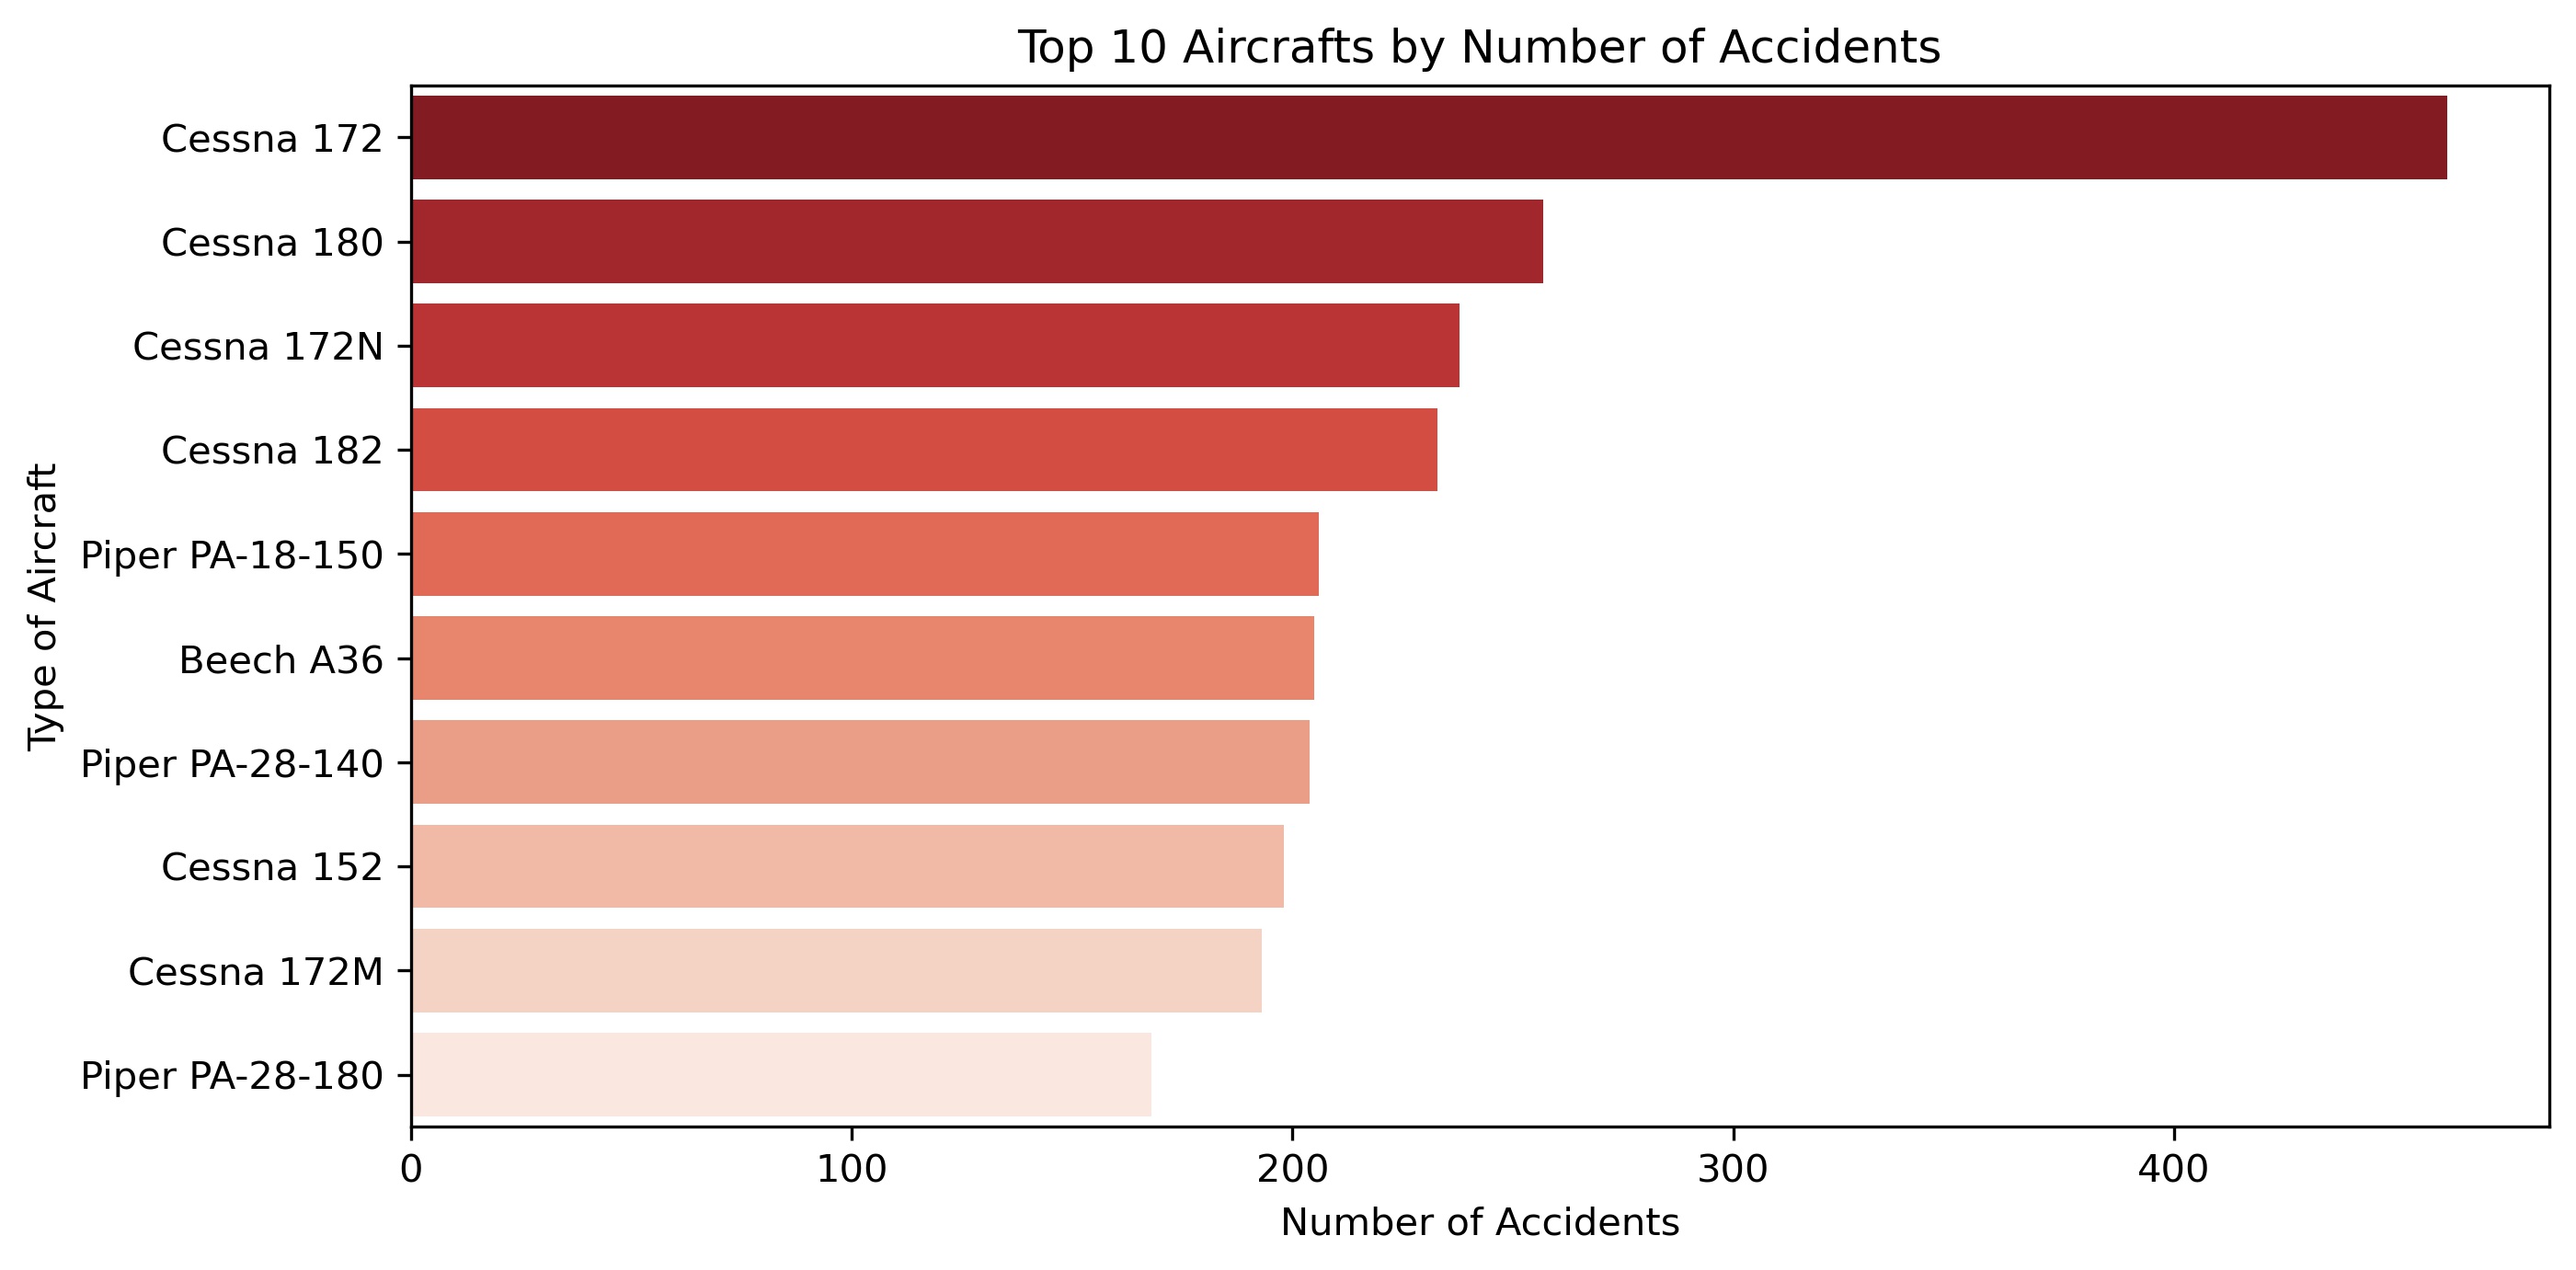 Top 10 Aircrafts by Number of Accidents
Type of Aircraft
Cessna 172
Cessna 180
Cessna 172N
Cessna 182
Piper PA-18-150
Beech A36
Piper PA-28-140
Cessna 152
Cessna 172M
Piper PA-28-180
0 100 200 300 400
Number of Accidents